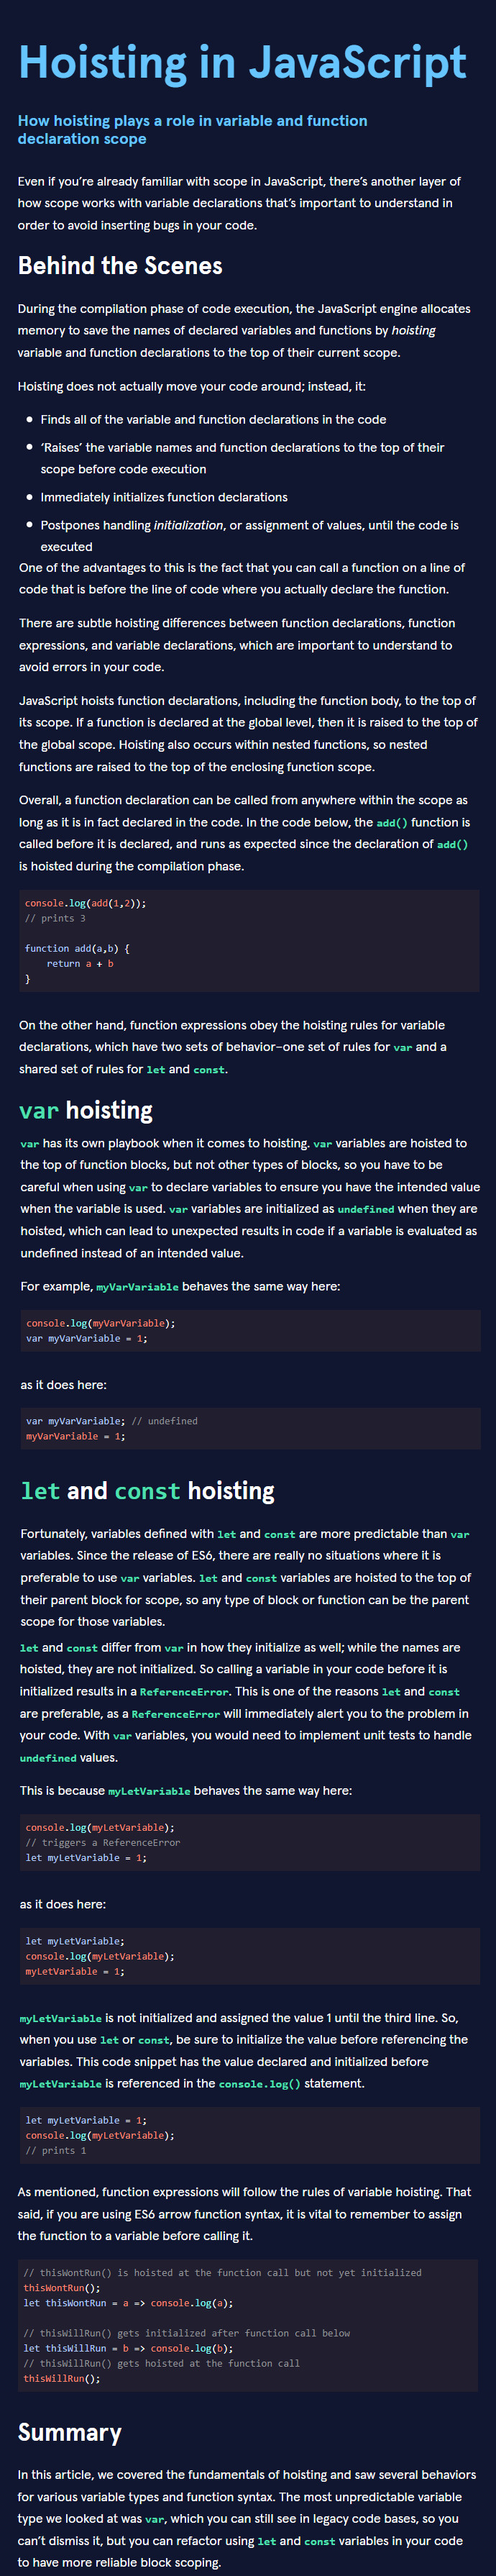 Hoisting in JavaScript
How hoisting plays a role in variable and function
declaration scope
Even if you’re already familiar with scope in JavaScript, there’s another layer of
how scope works with variable declarations that’s important to understand in
order to avoid inserting bugs in your code.
Behind the Scenes
During the compilation phase of code execution, the JavaScript engine allocates
memory to save the names of declared variables and functions by hoisting
variable and function declarations to the top of their current scope.
Hoisting does not actually move your code around; instead, it:
• Finds all of the variable and function declarations in the code
• ‘Raises’ the variable names and function declarations to the top of their
scope before code execution
• Immediately initializes function declarations
• Postpones handling initialization, or assignment of values, until the code is
executed
One of the advantages to this is the fact that you can call a function on a line of
code that is before the line of code where you actually declare the function.
There are subtle hoisting differences between function declarations, function
expressions, and variable declarations, which are important to understand to
avoid errors in your code.
JavaScript hoists function declarations, including the function body, to the top of
its scope. If a function is declared at the global level, then it is raised to the top of
the global scope. Hoisting also occurs within nested functions, so nested
functions are raised to the top of the enclosing function scope.
Overall, a function declaration can be called from anywhere within the scope as
long as it is in fact declared in the code. In the code below, the add() function is
called before it is declared, and runs as expected since the declaration of add()
is hoisted during the compilation phase.
console.log(add(1,2));
// prints 3
function add(a,b) {
    return a + b
}
On the other hand, function expressions obey the hoisting rules for variable
declarations, which have two sets of behavior–one set of rules for var and a
shared set of rules for let and const.
var hoisting
var has its own playbook when it comes to hoisting. var variables are hoisted to
the top of function blocks, but not other types of blocks, so you have to be
careful when using var to declare variables to ensure you have the intended value
when the variable is used. var variables are initialized as undefined when they are
hoisted, which can lead to unexpected results in code if a variable is evaluated as
undefined instead of an intended value.
For example, myVarVariable behaves the same way here:
console.log(myVarVariable);
var myVarVariable = 1;
as it does here:
var myVarVariable; // undefined
myVarVariable = 1;
let and const hoisting
Fortunately, variables defined with let and const are more predictable than var
variables. Since the release of ES6, there are really no situations where it is
preferable to use var variables. let and const variables are hoisted to the top of
their parent block for scope, so any type of block or function can be the parent
scope for those variables.
let and const differ from var in how they initialize as well; while the names are
hoisted, they are not initialized. So calling a variable in your code before it is
initialized results in a ReferenceError. This is one of the reasons let and const
are preferable, as a ReferenceError will immediately alert you to the problem in
your code. With var variables, you would need to implement unit tests to handle
undefined values.
This is because myLetVariable behaves the same way here:
console.log(myLetVariable);
// triggers a ReferenceError
let myLetVariable = 1;
as it does here:
let myLetVariable;
console.log(myLetVariable);
myLetVariable = 1;
myLetVariable is not initialized and assigned the value 1 until the third line. So,
when you use let or const, be sure to initialize the value before referencing the
variables. This code snippet has the value declared and initialized before
myLetVariable is referenced in the console.log() statement.
let myLetVariable = 1;
console.log(myLetVariable);
// prints 1
As mentioned, function expressions will follow the rules of variable hoisting. That
said, if you are using ES6 arrow function syntax, it is vital to remember to assign
the function to a variable before calling it.
// thisWontRun() is hoisted at the function call but not yet initialized
thisWontRun();
let thisWontRun = a => console.log(a);
// thisWillRun() gets initialized after function call below
let thisWillRun = b => console.log(b);
// thisWillRun() gets hoisted at the function call
thisWillRun();
Summary
In this article, we covered the fundamentals of hoisting and saw several behaviors
for various variable types and function syntax. The most unpredictable variable
type we looked at was var, which you can still see in legacy code bases, so you
can’t dismiss it, but you can refactor using let and const variables in your code
to have more reliable block scoping.